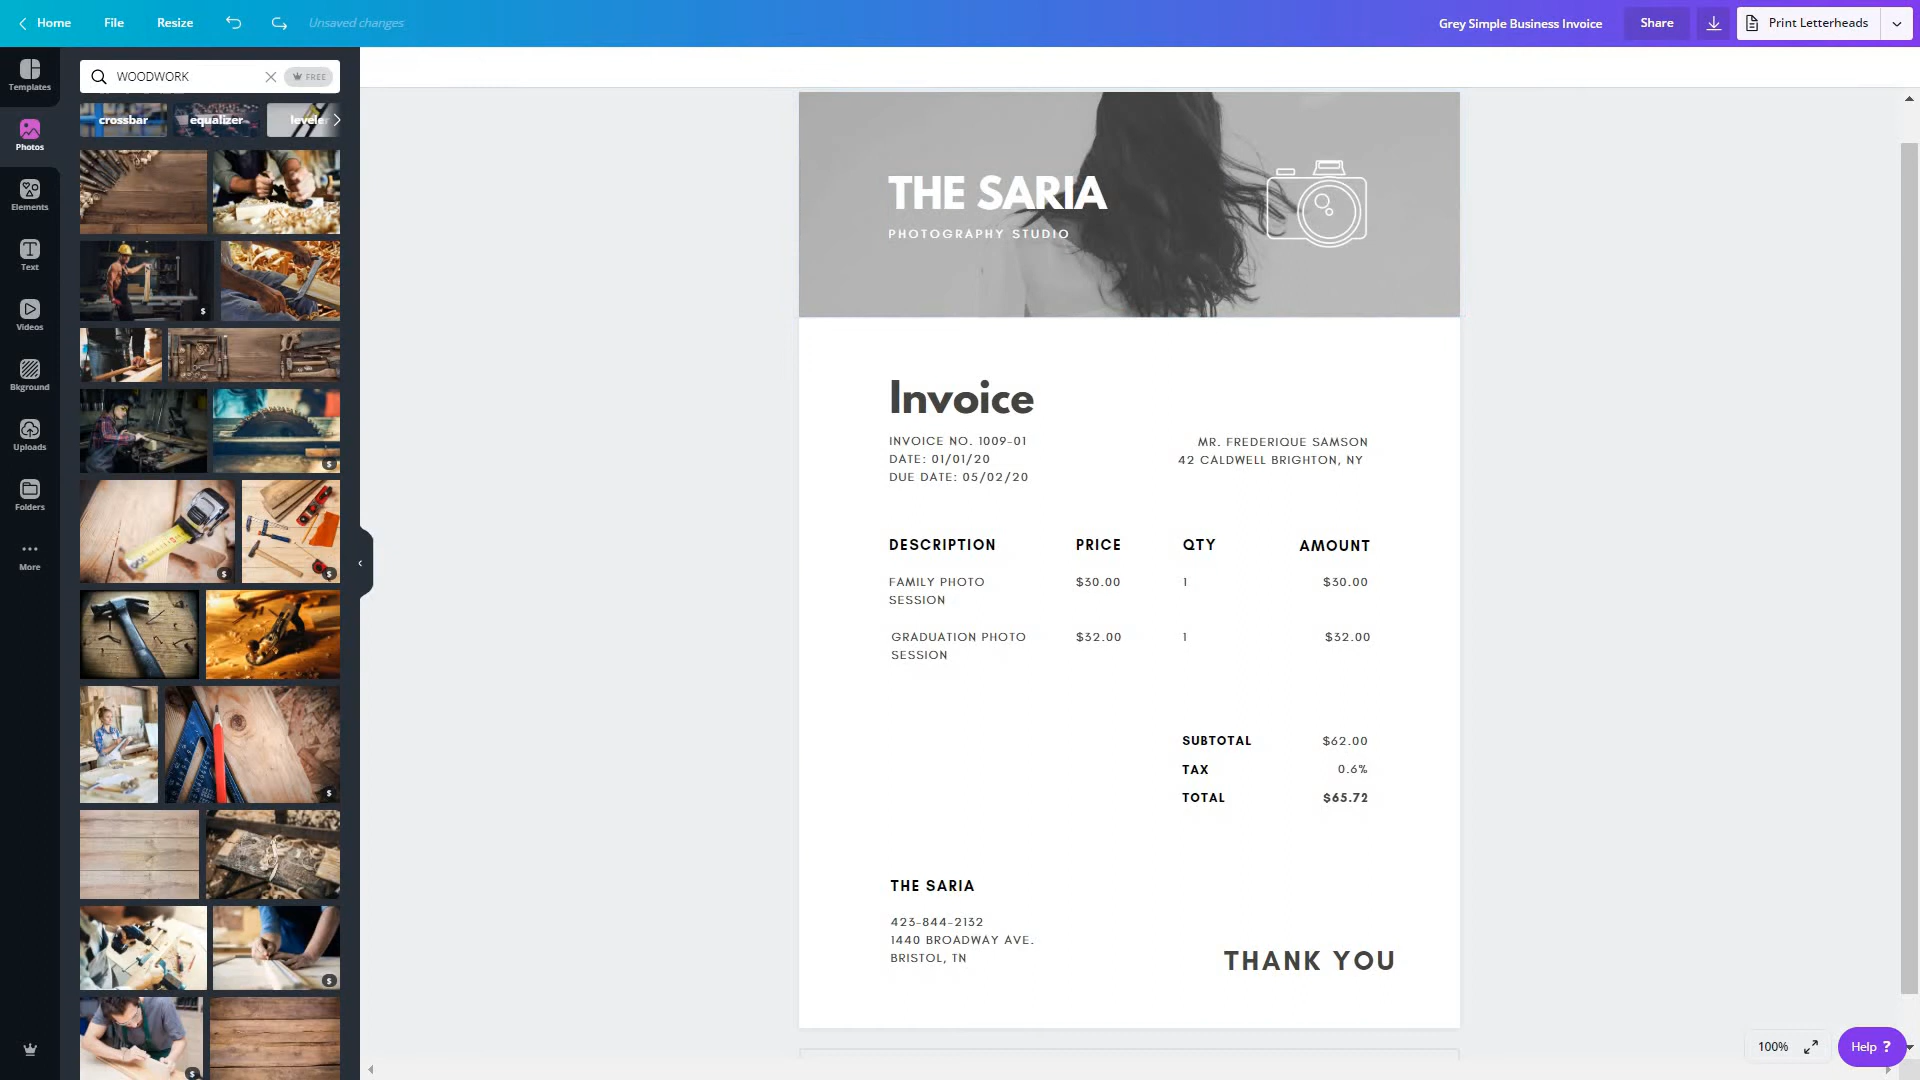 Home
File
Resize
Unsaved changes
Grey Simple Business Invoice
Share
Print Letterheads
Templates
Photos
Elements
Text
Videos
Bkground
Uploads
Folders
More
WOODWORK
FREE
crossbar
equalizer
leveler
THE SARIA
PHOTOGRAPHY STUDIO
Invoice
INVOICE NO. 1009-01
DATE: 01/01/20
DUE DATE: 05/02/20
MR. FREDERIQUE SAMSON
42 CALDWELL BRIGHTON, NY
DESCRIPTION PRICE QTY AMOUNT
FAMILY PHOTO SESSION $30.00 1 $30.00
GRADUATION PHOTO SESSION $32.00 1 $32.00
SUBTOTAL $62.00
TAX 0.6%
TOTAL $65.72
THE SARIA
423-844-2132
1440 BROADWAY AVE.
BRISTOL, TN
THANK YOU
100%
Help ?